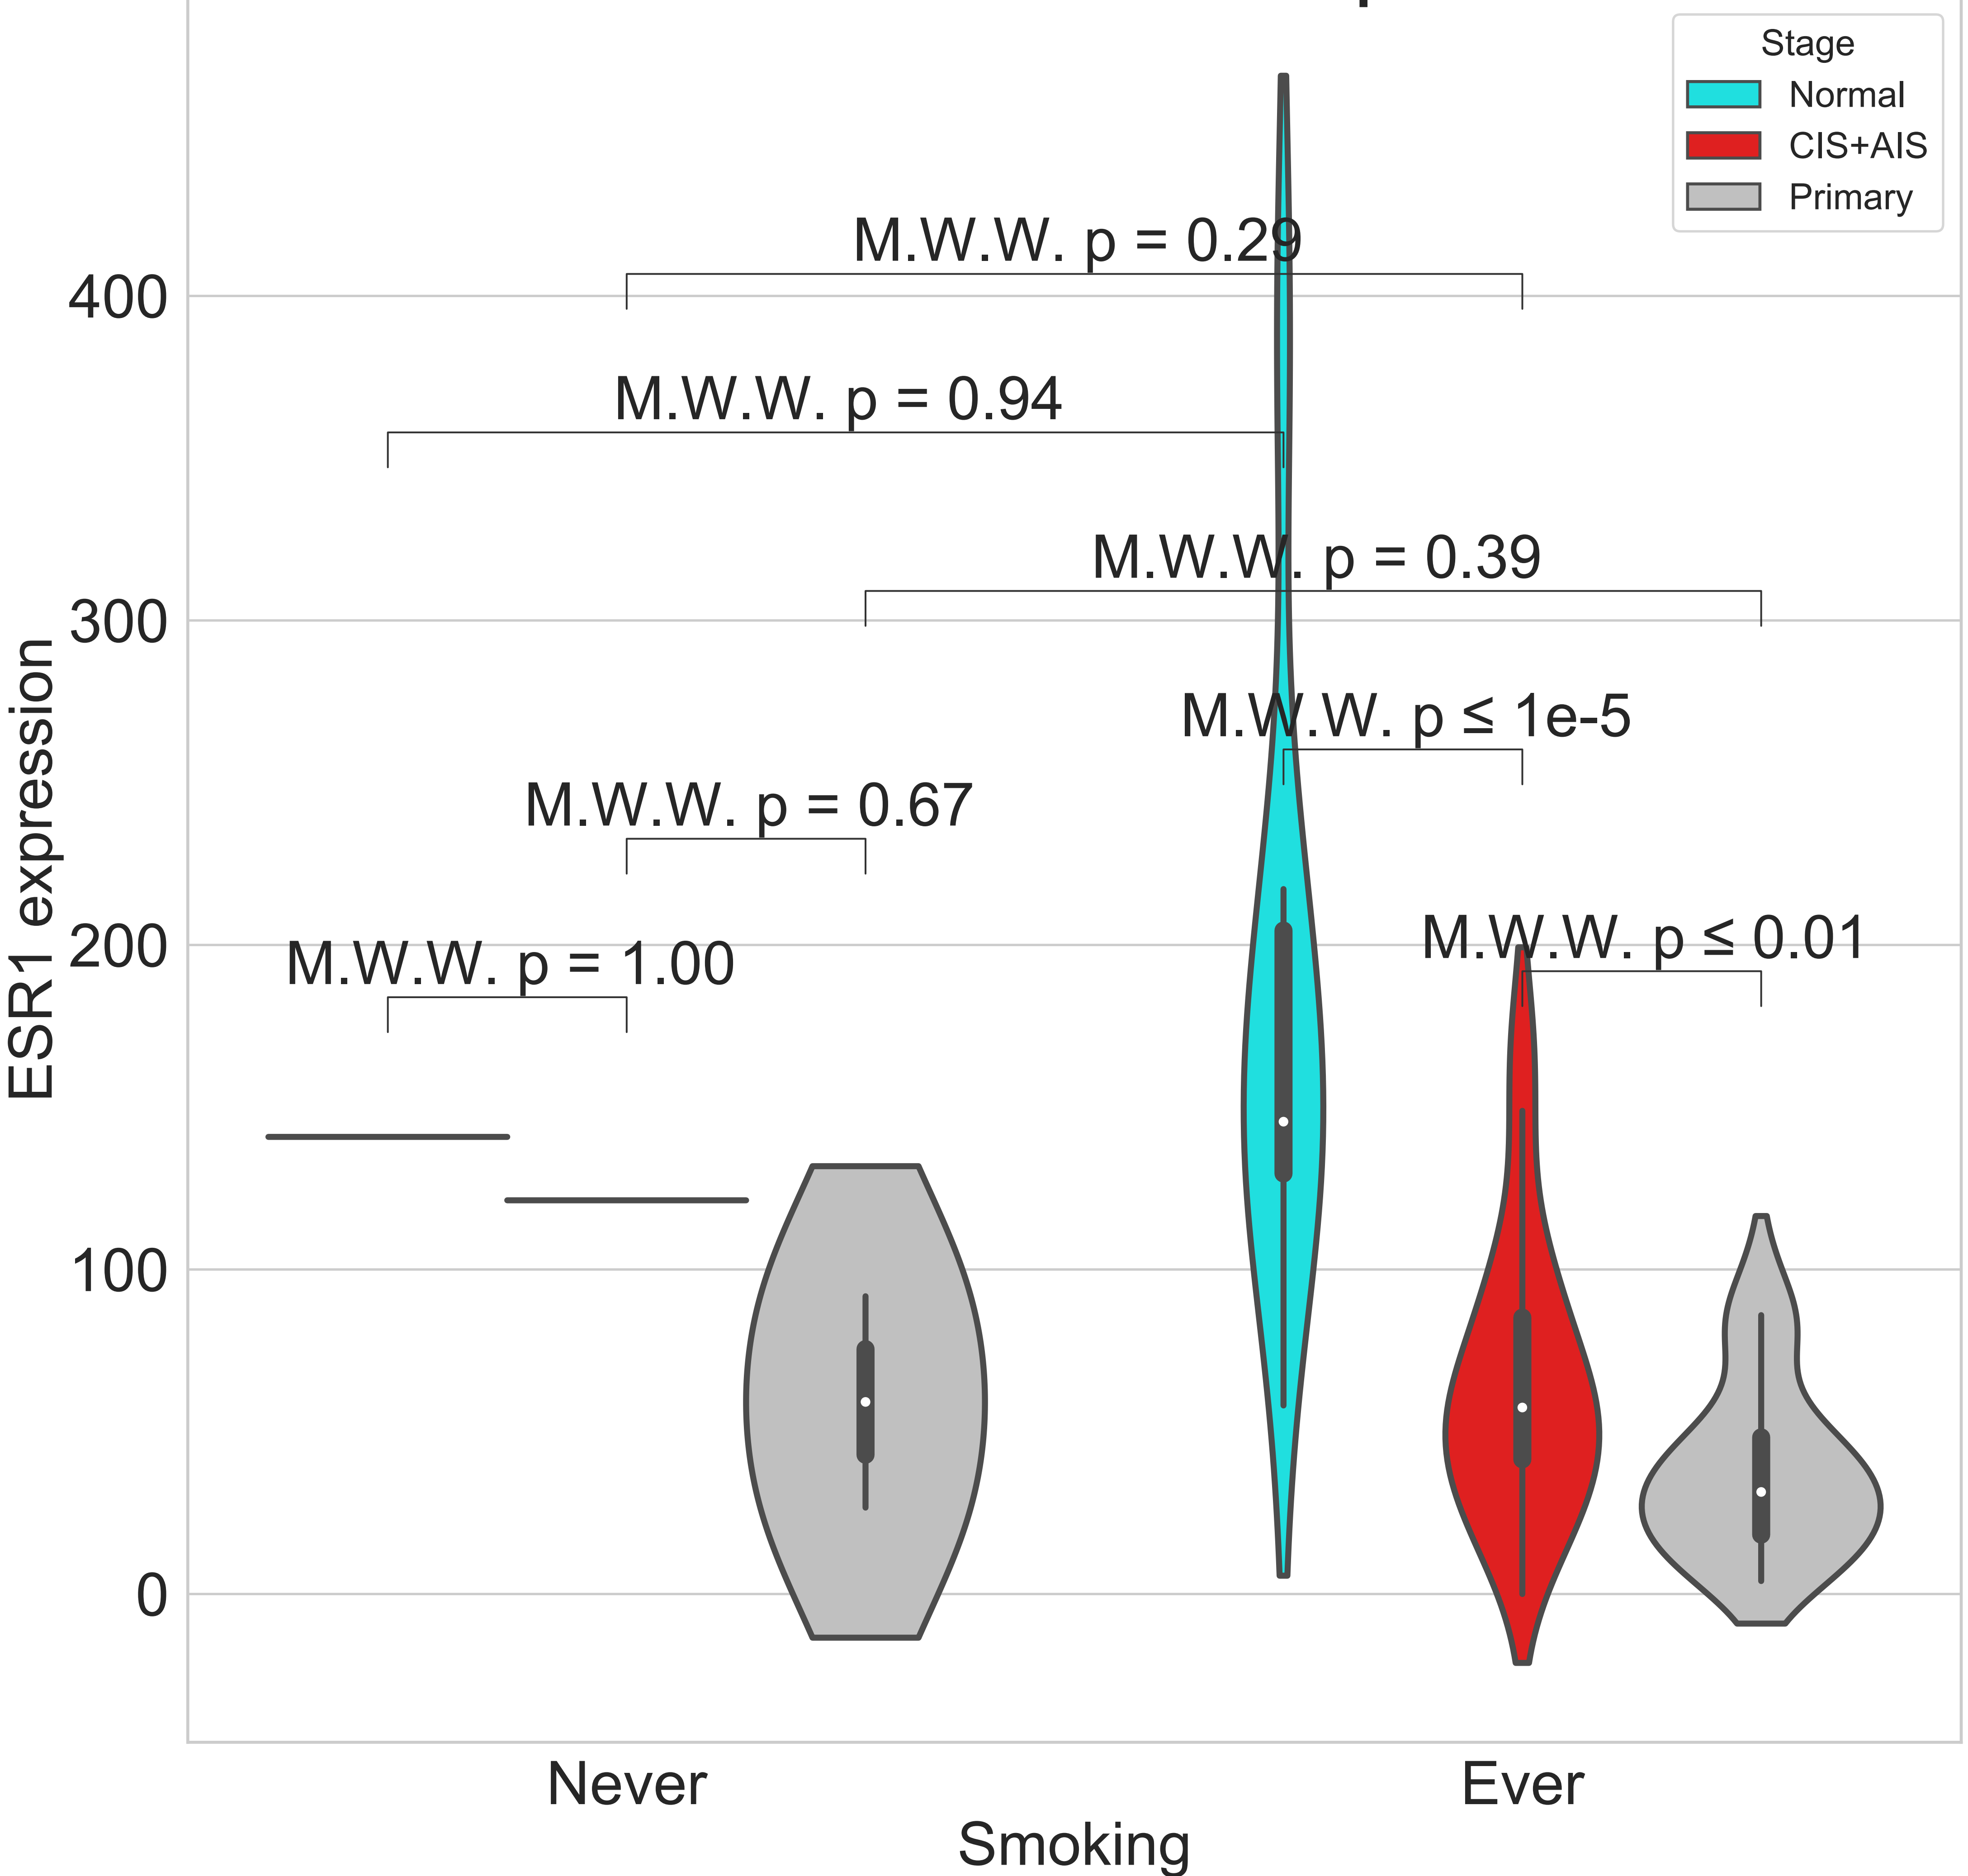 Stage
Normal
CIS+AIS
Primary
M.W.W. p = 0.29
400
M.W.W. p = 0.94
M.W.W. p = 0.39
300
M.W.W. p ≤ 1e-5
M.W.W. p = 0.67
M.W.W. p ≤ 0.01
200
M.W.W. p = 1.00
ESR1 expression
100
0
Never
Ever
Smoking